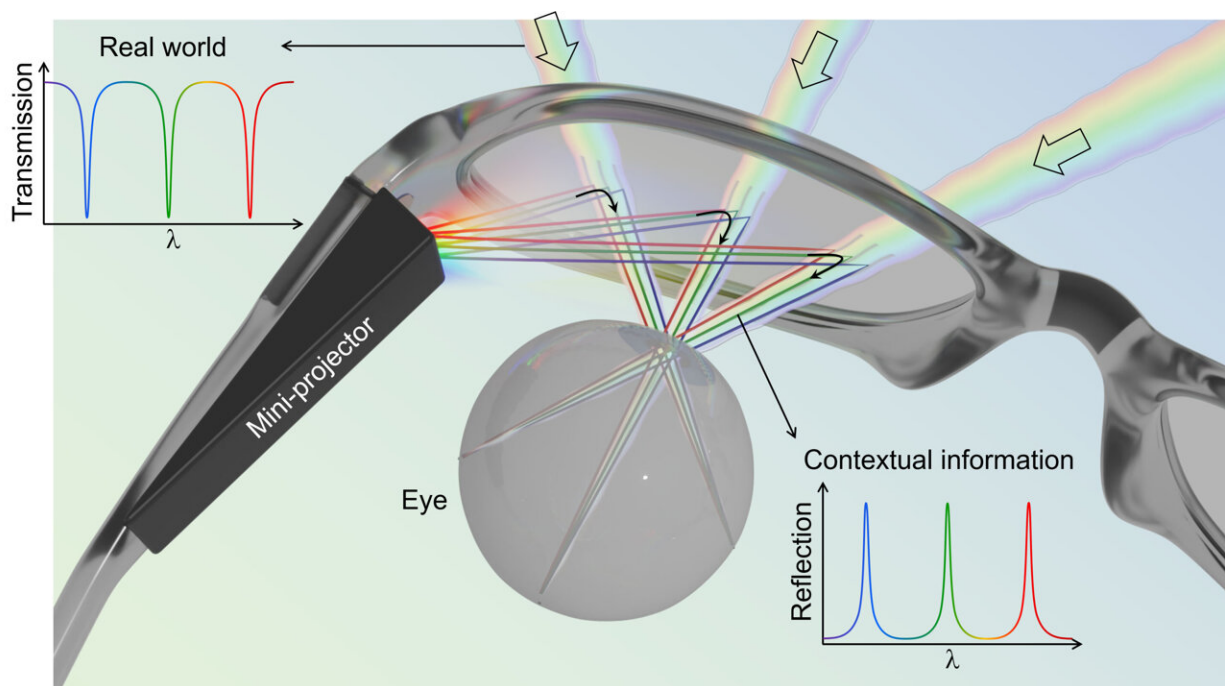 Real world
Transmission
λ
Mini-projector
Eye
Contextual information
Reflection
λ